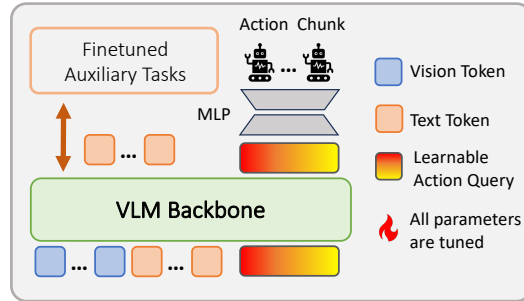 Finetuned
Auxiliary Tasks
Action Chunk
...
MLP
...
VLM Backbone
... ...
Vision Token
Text Token
Learnable
Action Query
All parameters
are tuned